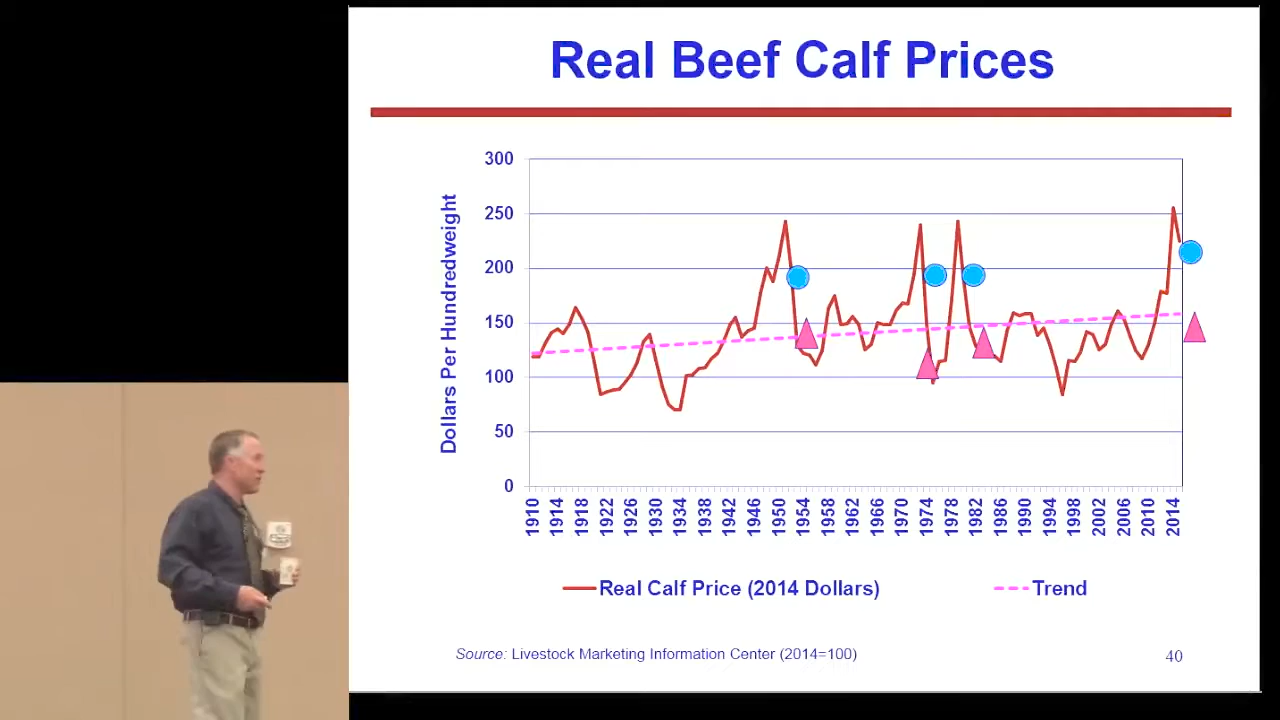 Real Beef Calf Prices
Dollars Per Hundredweight
300
250
200
150
100
50
0
1910 1914 1918 1922 1926 1930 1934 1938 1942 1946 1950 1954 1958 1962 1966 1970 1974 1978 1982 1986 1990 1994 1998 2002 2006 2010 2014
Real Calf Price (2014 Dollars) Trend
Source: Livestock Marketing Information Center (2014=100)
40